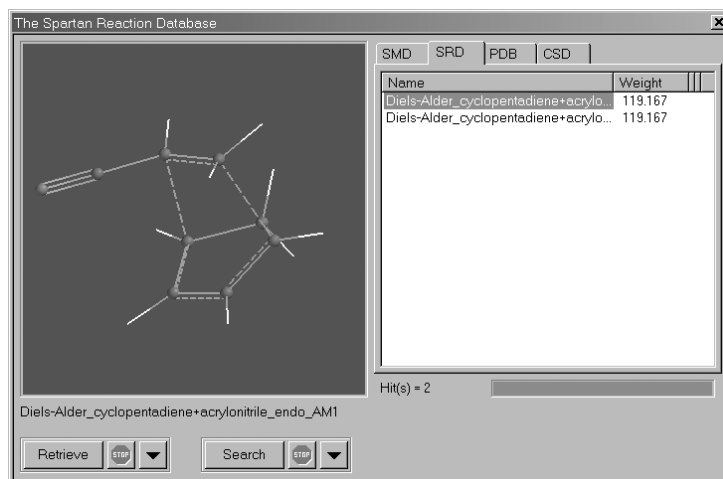 The Spartan Reaction Database
SMD SRD PDB CSD
Name Weight
Diels-Alder_cyclopentadiene+acrylo... 119.167
Diels-Alder_cyclopentadiene+acrylo... 119.167
Hit(s) = 2
Diels-Alder_cyclopentadiene+acrylonitrile_endo_AM1
Retrieve STOP Search STOP